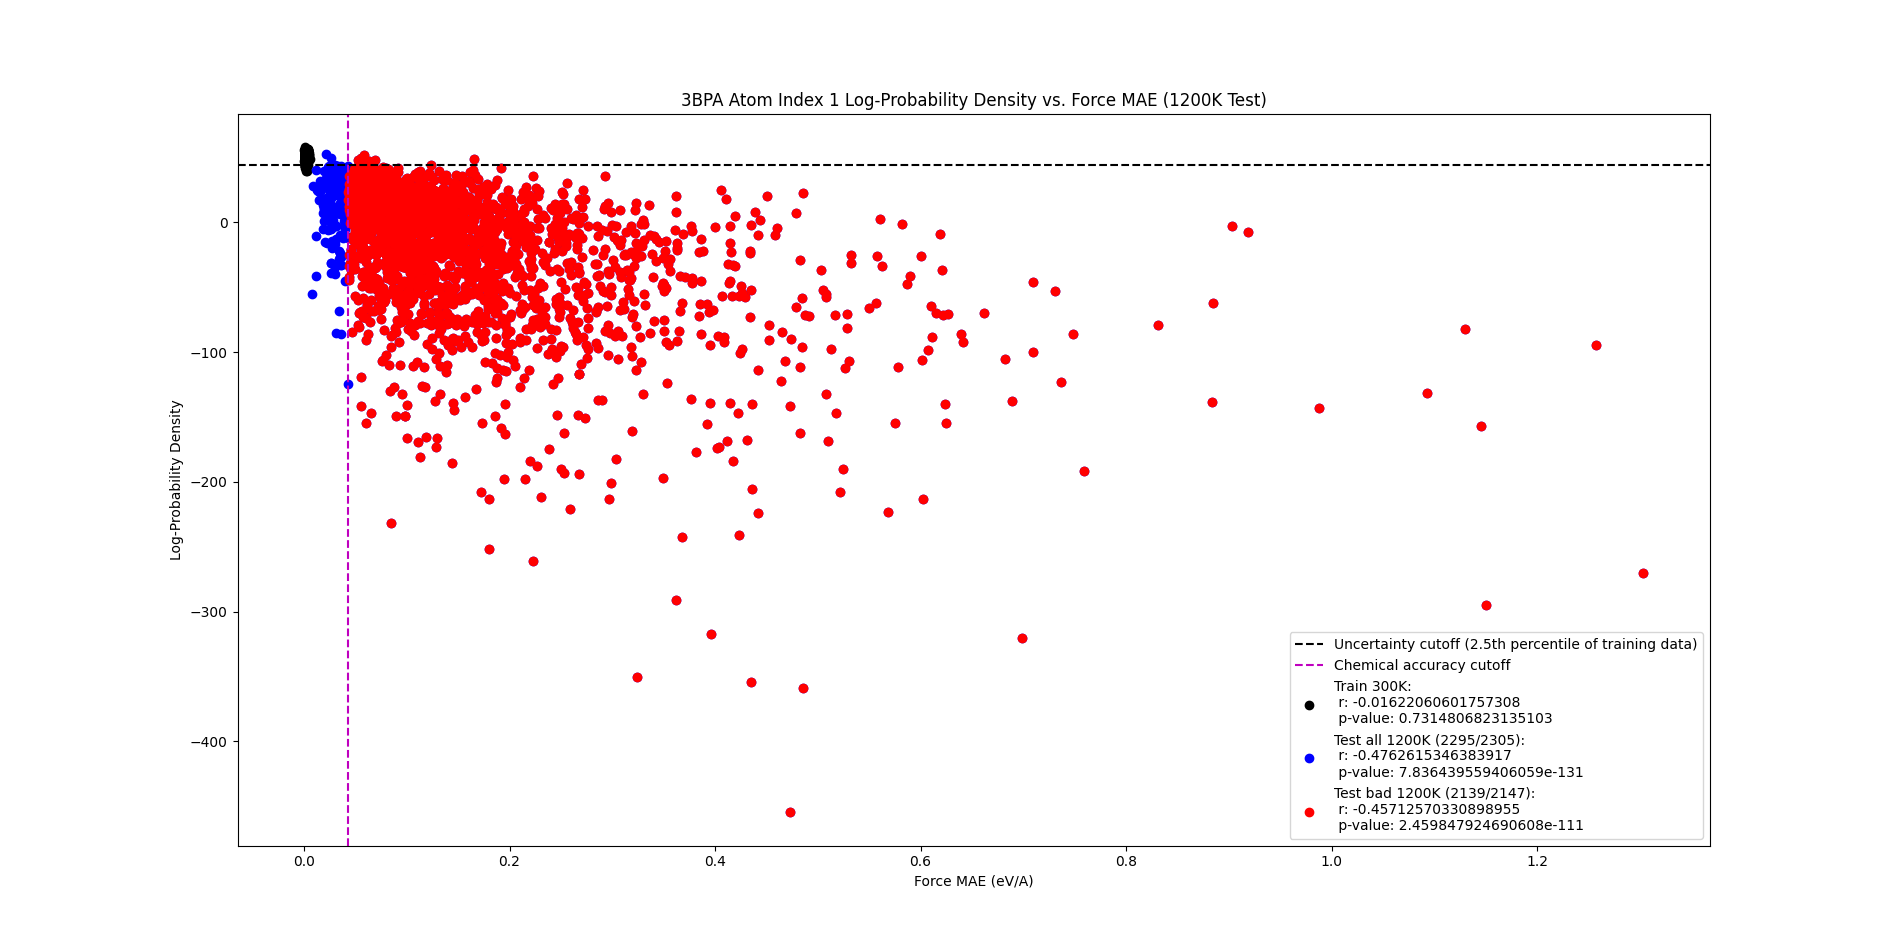 3BPA Atom Index 1 Log-Probability Density vs. Force MAE (1200K Test)
Log-Probability Density
0
−100
−200
−300
−400
0.0 0.2 0.4 0.6 0.8 1.0 1.2
Force MAE (eV/A)
Uncertainty cutoff (2.5th percentile of training data)
Chemical accuracy cutoff
Train 300K:
r: -0.01622060601757308
p-value: 0.7314806823135103
Test all 1200K (2295/2305):
r: -0.4762615346383917
p-value: 7.836439559406059e-131
Test bad 1200K (2139/2147):
r: -0.45712570330898955
p-value: 2.459847924690608e-111